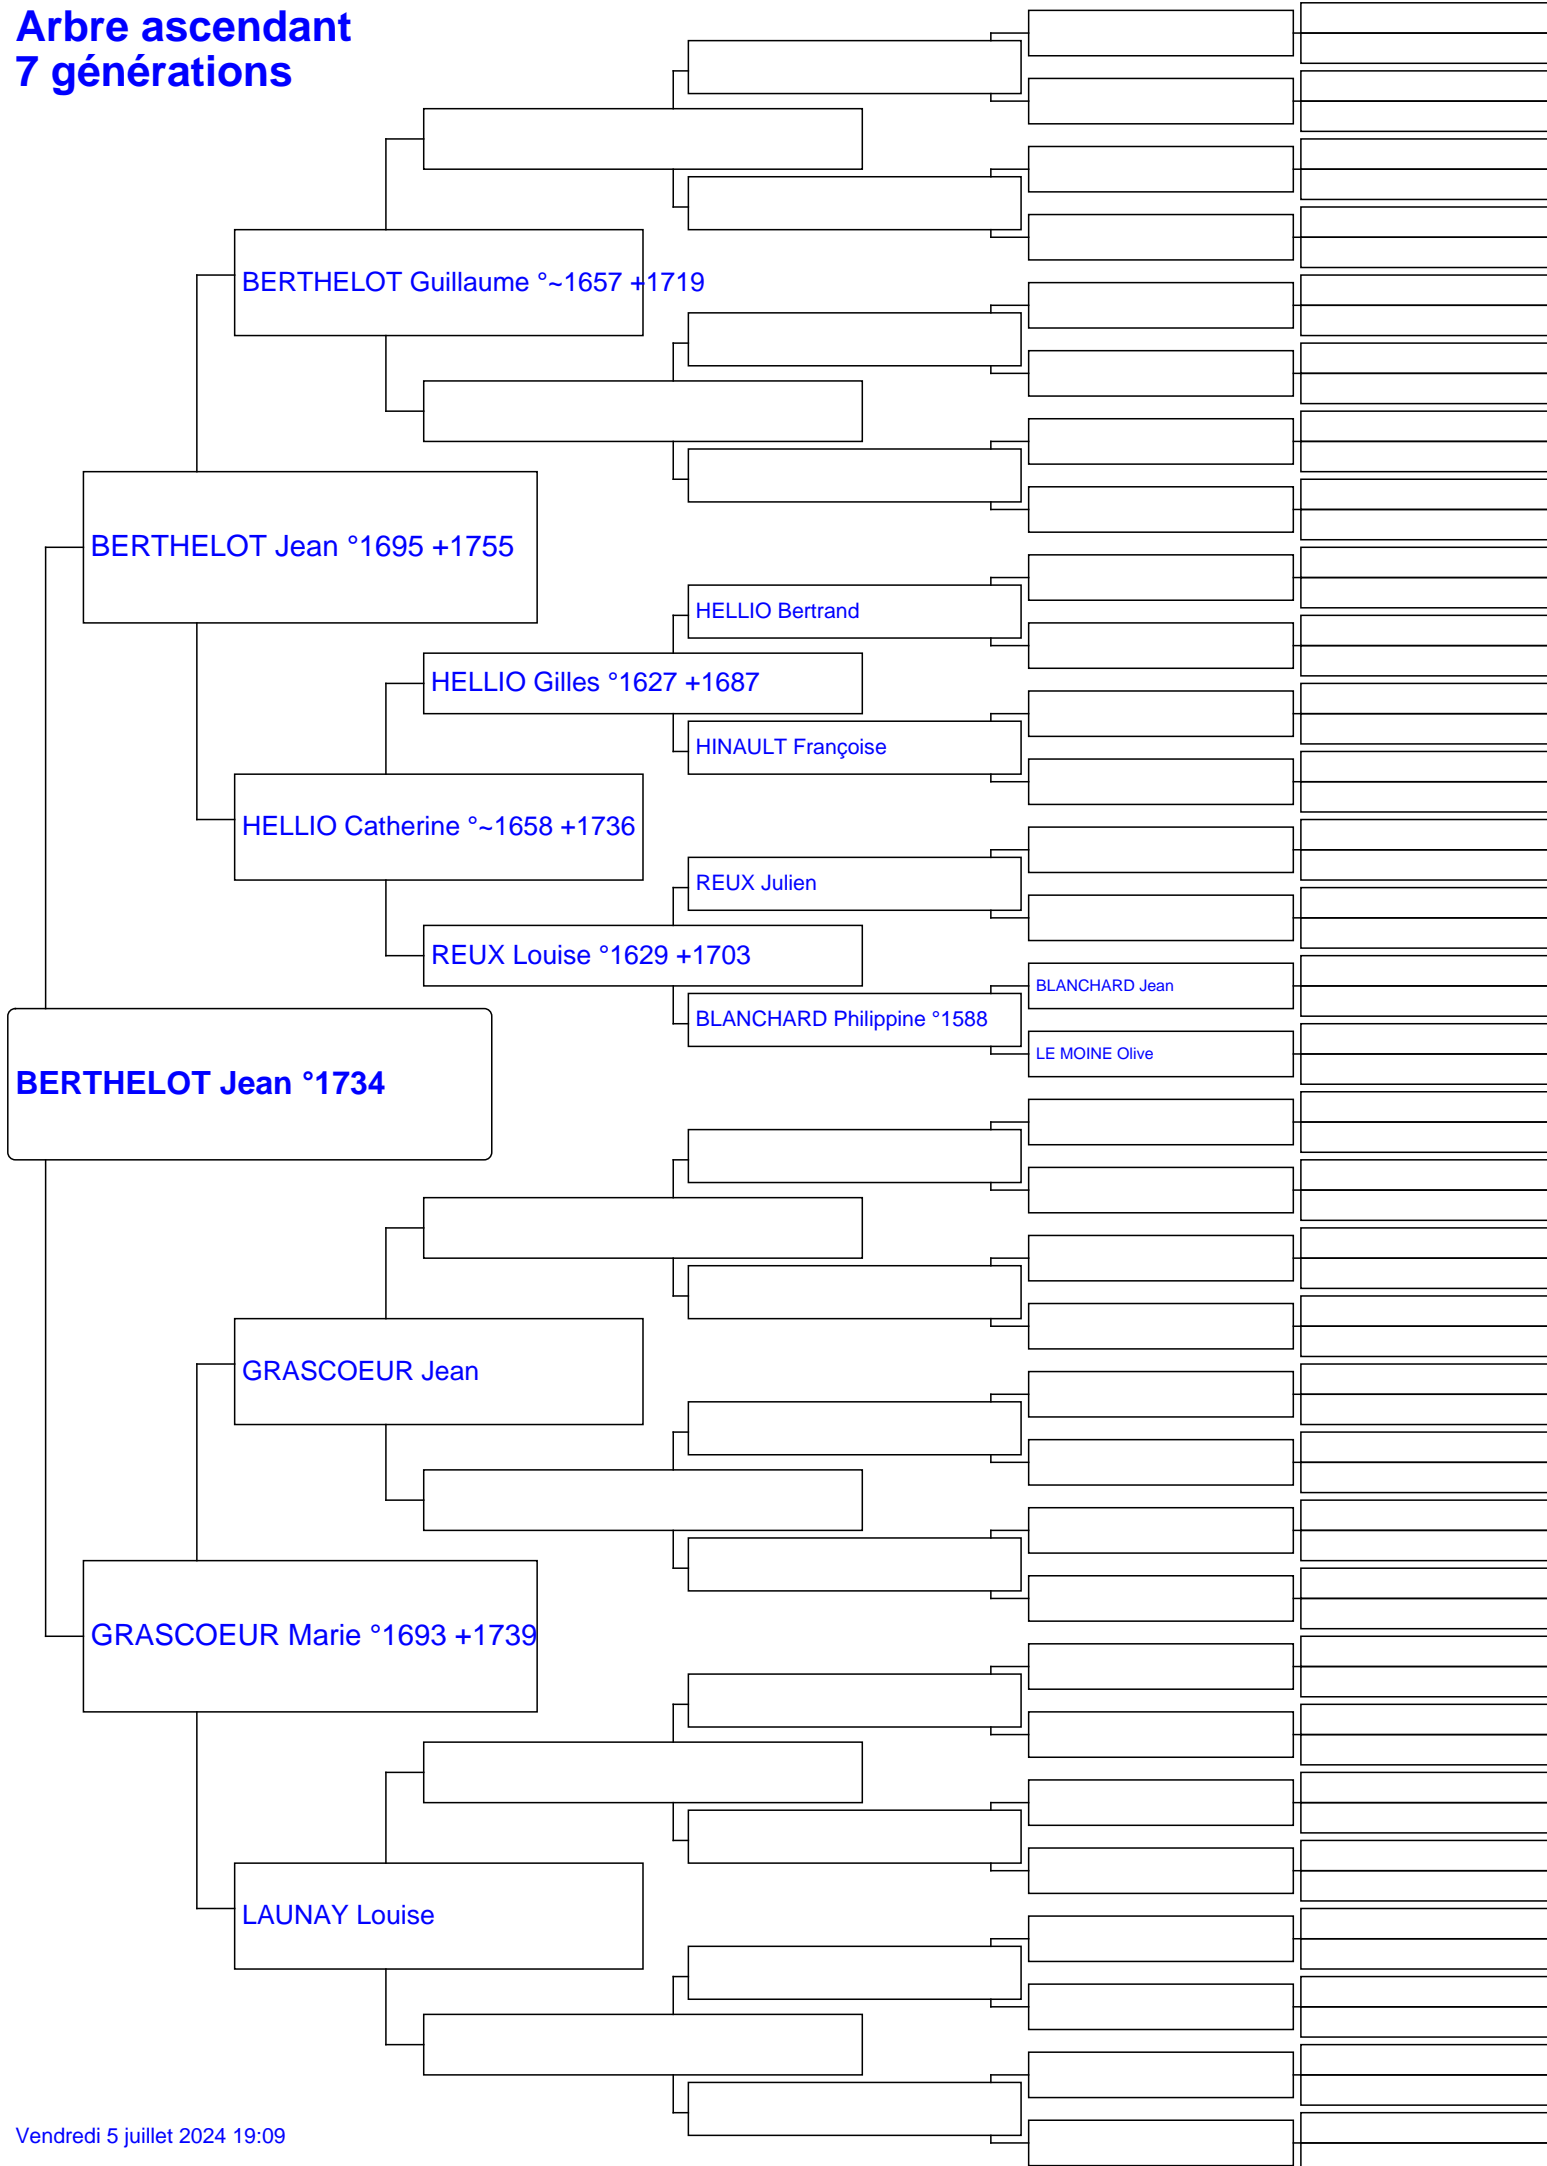 Arbre ascendant
7 générations
BERTHELOT Guillaume °~1657 +1719
BERTHELOT Jean °1695 +1755
HELLIO Bertrand
HELLIO Gilles °1627 +1687
HINAULT Françoise
HELLIO Catherine °~1658 +1736
REUX Julien
REUX Louise °1629 +1703
BLANCHARD Jean
BLANCHARD Philippine °1588
LE MOINE Olive
BERTHELOT Jean °1734
GRASCOEUR Jean
GRASCOEUR Marie °1693 +1739
LAUNAY Louise
Vendredi 5 juillet 2024 19:09